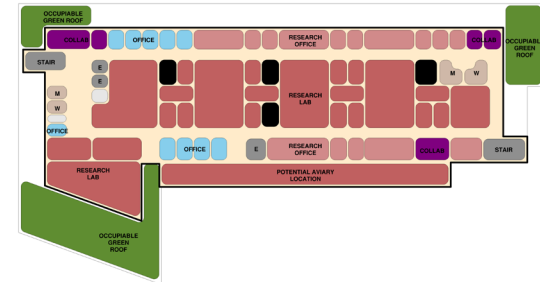 OCCUPIABLE
GREEN ROOF
COLLAB
OFFICE
RESEARCH
OFFICE
COLLAB
OCCUPIABLE
GREEN
ROOF
STAIR
E
E
M
W
OFFICE
RESEARCH
LAB
M
W
RESEARCH
LAB
OFFICE
E
RESEARCH
OFFICE
COLLAB
STAIR
POTENTIAL AVIARY
LOCATION
OCCUPIABLE
GREEN
ROOF